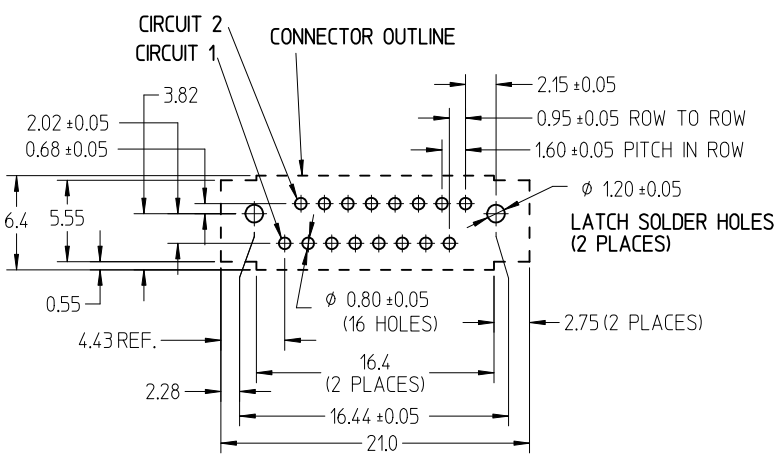 CIRCUIT 2
CIRCUIT 1
CONNECTOR OUTLINE
3.82
2.15 ±0.05
2.02 ±0.05
0.95 ±0.05 ROW TO ROW
0.68 ±0.05
1.60 ±0.05 PITCH IN ROW
6.4
5.55
ϕ 1.20 ±0.05
LATCH SOLDER HOLES
(2 PLACES)
0.55
ϕ 0.80 ±0.05
(16 HOLES)
4.43 REF.
2.75 (2 PLACES)
16.4
(2 PLACES)
2.28
16.44 ±0.05
21.0